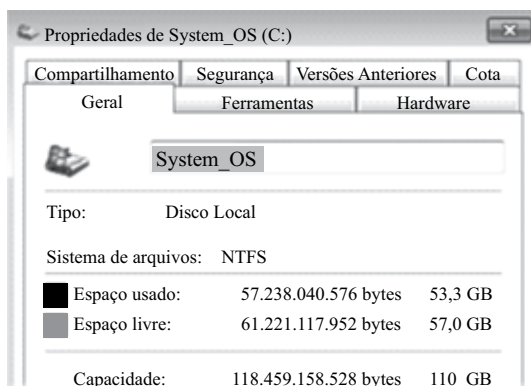 Propriedades de System_OS (C:)
Compartilhamento Segurança Versões Anteriores Cota
Geral Ferramentas Hardware
System_OS
Tipo: Disco Local
Sistema de arquivos: NTFS
Espaço usado: 57.238.040.576 bytes 53,3 GB
Espaço livre: 61.221.117.952 bytes 57,0 GB
Capacidade: 118.459.158.528 bytes 110 GB